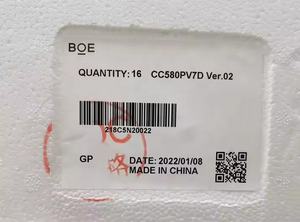 BOE
QUANTITY: 16 CC580PV7D Ver.02
218C5N20022
GP
DATE: 2022/01/08
MADE IN CHINA